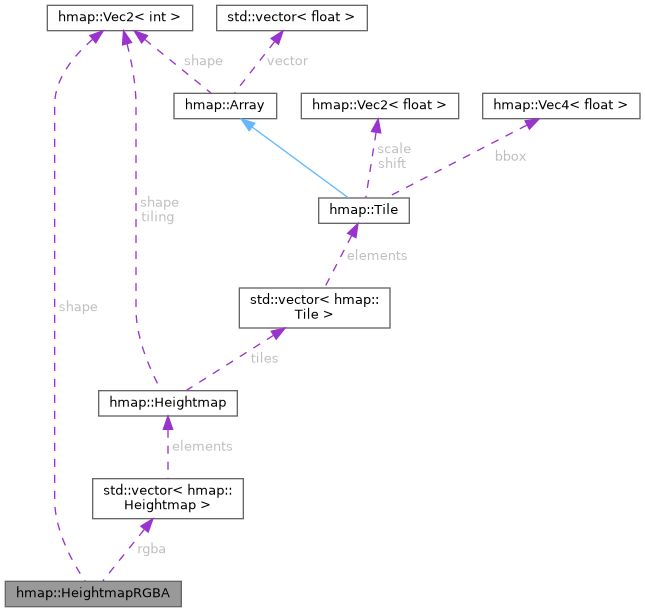 hmap::Vec2< int >
std::vector< float >
shape
vector
hmap::Array
hmap::Vec2< float >
hmap::Vec4< float >
scale
shift
bbox
shape
tiling
hmap::Tile
elements
std::vector< hmap::
Tile >
shape
tiles
hmap::Heightmap
elements
std::vector< hmap::
Heightmap >
rgba
hmap::HeightmapRGBA